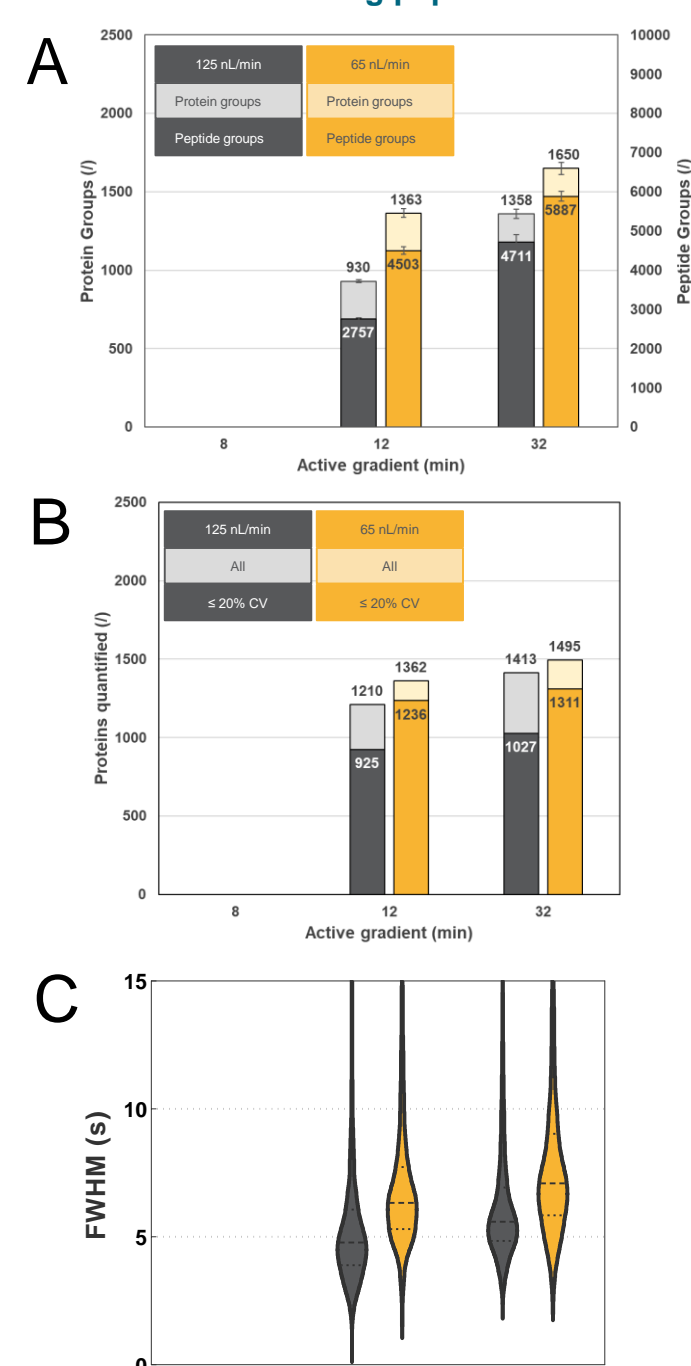 A
2500
2000
1500
1000
500
0
Protein Groups (/)
10000
9000
8000
7000
6000
5000
4000
3000
2000
1000
0
Peptide Groups (/)
125 nL/min
65 nL/min
Protein groups
Protein groups
Peptide groups
Peptide groups
930
2757
1363
4503
1358
4711
1650
5887
8
12
32
Active gradient (min)
B
2500
2000
1500
1000
500
0
Proteins quantified (/)
125 nL/min
65 nL/min
All
All
≤ 20% CV
≤ 20% CV
1210
925
1362
1236
1413
1027
1495
1311
8
12
32
Active gradient (min)
C
15
10
5
0
FWHM (s)